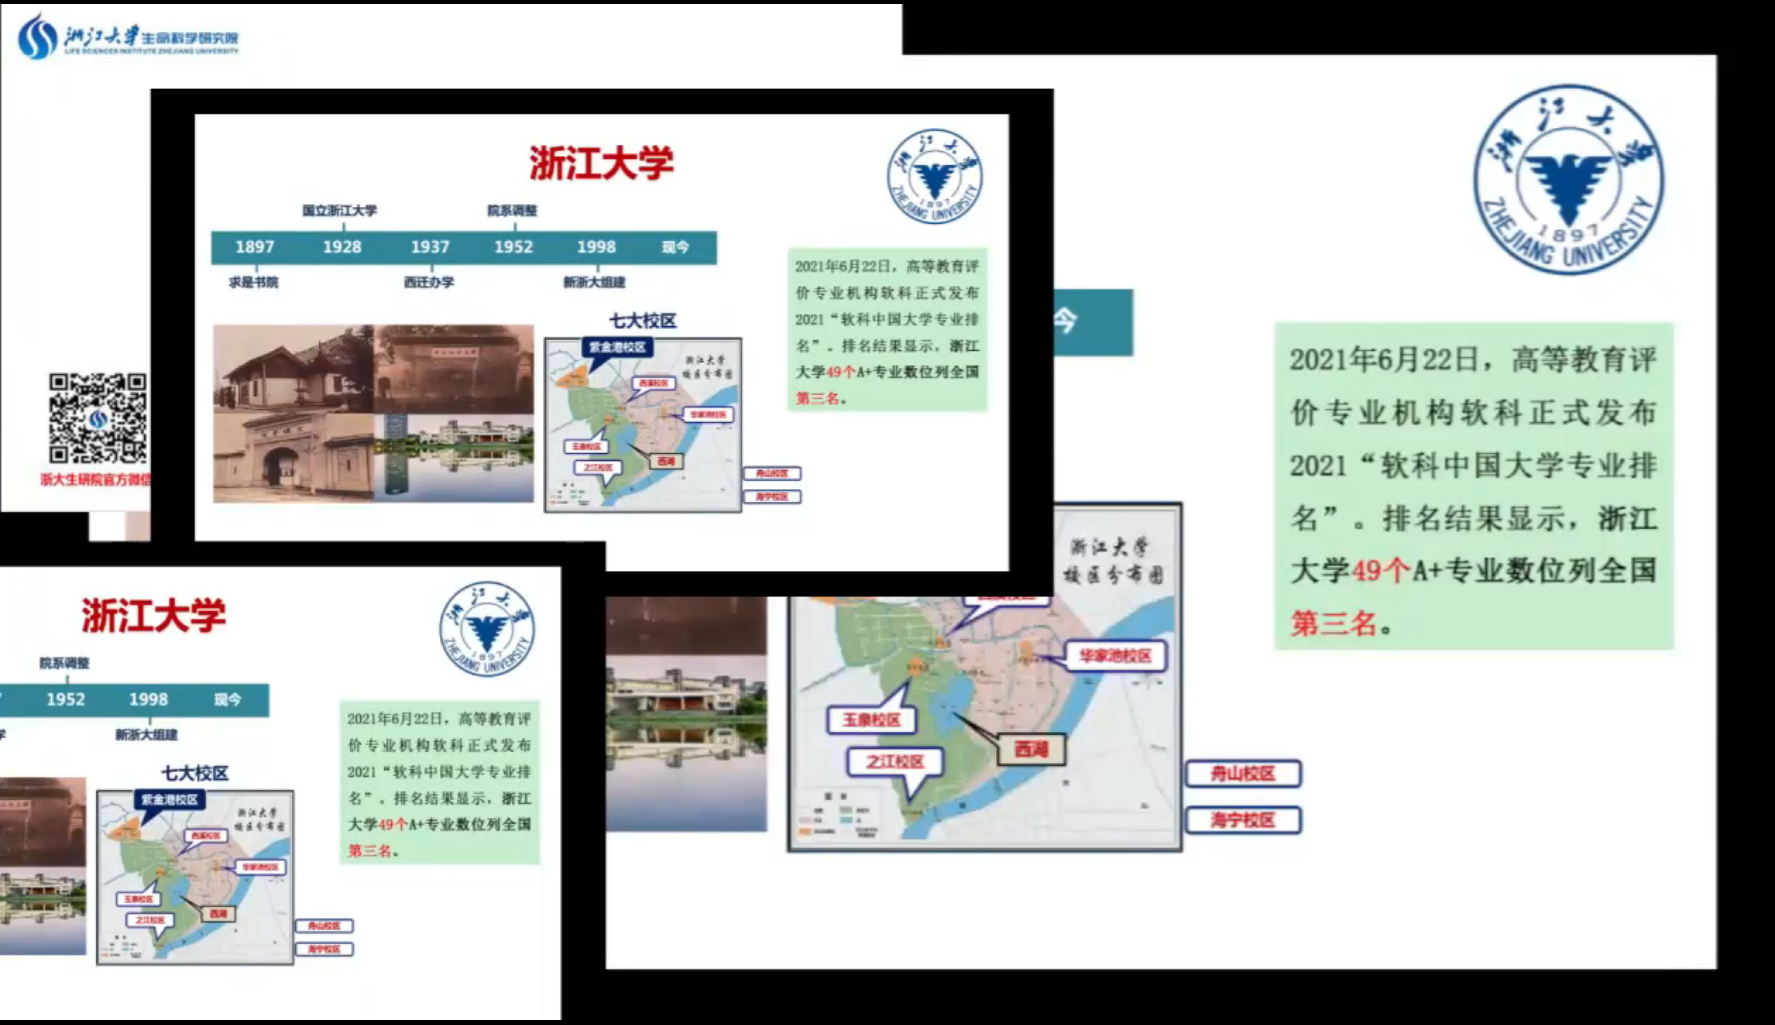 浙江大学生命科学研究院
LIFE SCIENCES INSTITUTE ZHEJIANG UNIVERSITY
浙大生研院官方微信
浙江大学
浙江大学
ZHEJIANG UNIVERSITY
1897
国立浙江大学
院系调整
1897
1928
1937
1952
1998
现今
求是书院
西迁办学
新浙大组建
2021年6月22日，高等教育评
价专业机构软科正式发布
2021“软科中国大学专业排
名”。排名结果显示，浙江
大学49个A+专业数位列全国
第三名。
七大校区
紫金港校区
浙江大学
校区分布图
西溪校区
华家池校区
玉泉校区
之江校区
西湖
舟山校区
海宁校区
浙江大学
ZHEJIANG UNIVERSITY
1897
今
2021年6月22日，高等教育评
价专业机构软科正式发布
2021“软科中国大学专业排
名”。排名结果显示，浙江
大学49个A+专业数位列全国
第三名。
浙江大学
校区分布图
华家池校区
玉泉校区
之江校区
西湖
舟山校区
海宁校区
浙江大学
浙江大学
ZHEJIANG UNIVERSITY
1897
院系调整
1952
1998
现今
新浙大组建
2021年6月22日，高等教育评
价专业机构软科正式发布
2021“软科中国大学专业排
名”。排名结果显示，浙江
大学49个A+专业数位列全国
第三名。
七大校区
紫金港校区
浙江大学
校区分布图
西溪校区
华家池校区
玉泉校区
之江校区
西湖
舟山校区
海宁校区